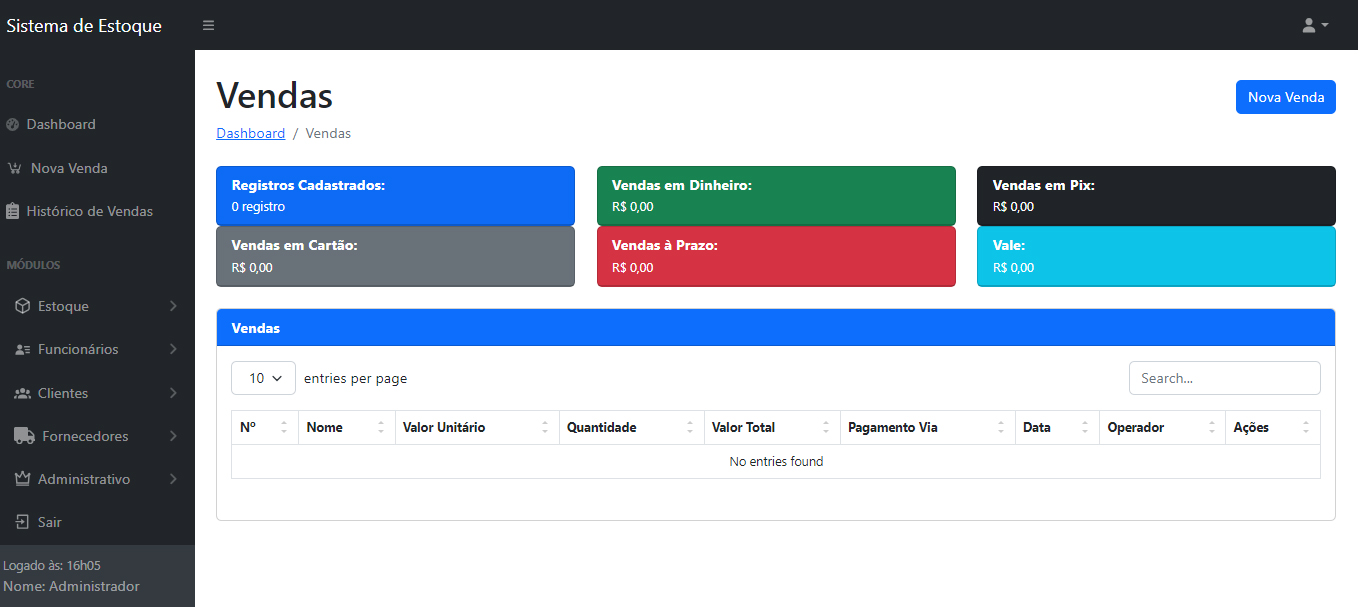 Sistema de Estoque
CORE
Dashboard
Nova Venda
Histórico de Vendas
MÓDULOS
Estoque
Funcionários
Clientes
Fornecedores
Administrativo
Sair
Logado às: 16h05
Nome: Administrador
Vendas
Nova Venda
Dashboard / Vendas
Registros Cadastrados:
0 registro
Vendas em Dinheiro:
R$ 0,00
Vendas em Pix:
R$ 0,00
Vendas em Cartão:
R$ 0,00
Vendas à Prazo:
R$ 0,00
Vale:
R$ 0,00
Vendas
10 entries per page
Search...
Nº Nome Valor Unitário Quantidade Valor Total Pagamento Via Data Operador Ações
No entries found